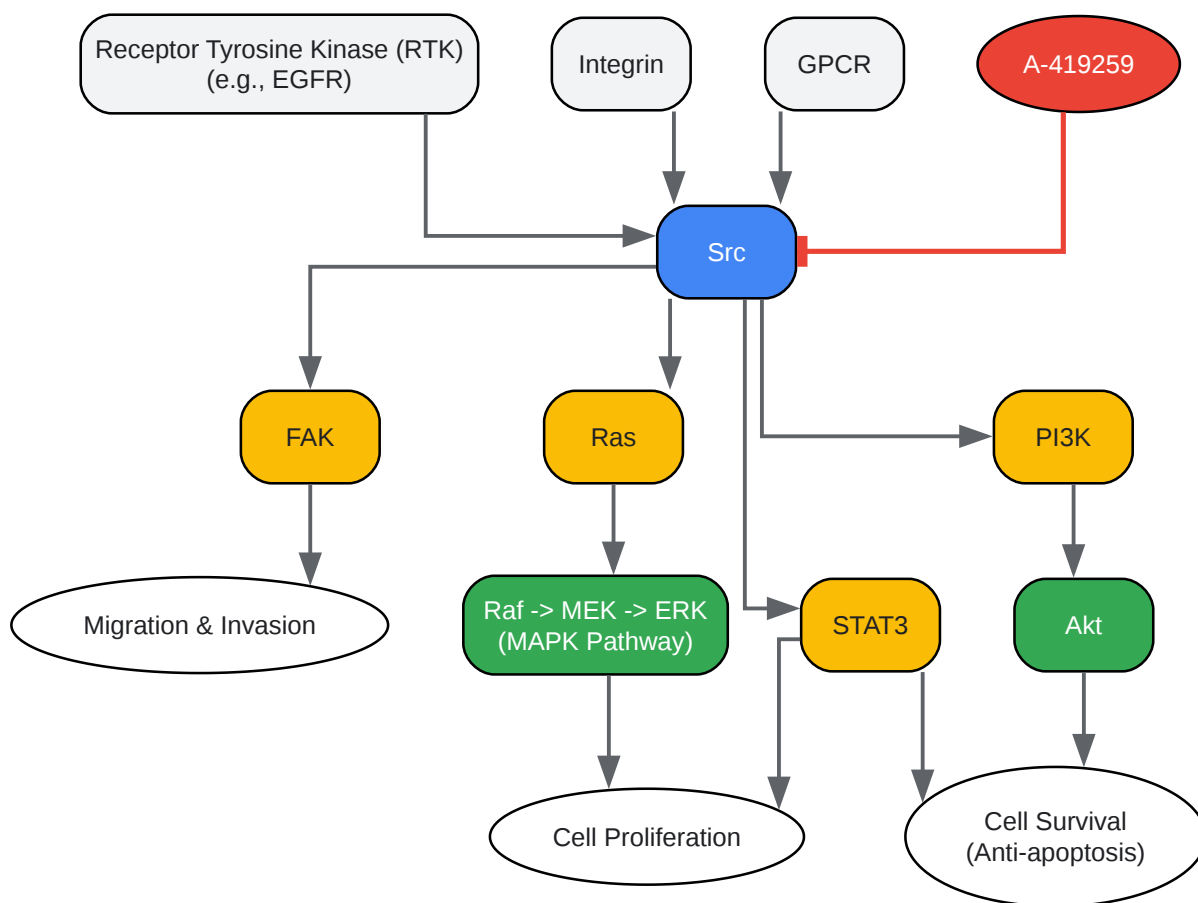 Receptor Tyrosine Kinase (RTK)
(e.g., EGFR)
Integrin
GPCR
A-419259
Src
FAK
Ras
PI3K
Migration & Invasion
Raf -> MEK -> ERK
(MAPK Pathway)
STAT3
Akt
Cell Proliferation
Cell Survival
(Anti-apoptosis)